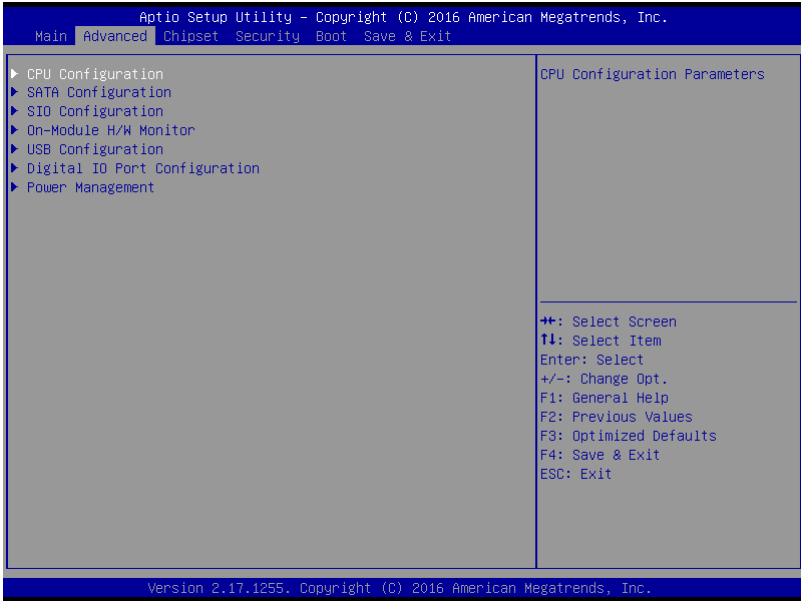 Aptio Setup Utility – Copyright (C) 2016 American Megatrends, Inc.
Main Advanced Chipset Security Boot Save & Exit
CPU Configuration
SATA Configuration
SIO Configuration
On-Module H/W Monitor
USB Configuration
Digital IO Port Configuration
Power Management
CPU Configuration Parameters
→←: Select Screen
↑↓: Select Item
Enter: Select
+/-: Change Opt.
F1: General Help
F2: Previous Values
F3: Optimized Defaults
F4: Save & Exit
ESC: Exit
Version 2.17.1255. Copyright (C) 2016 American Megatrends, Inc.